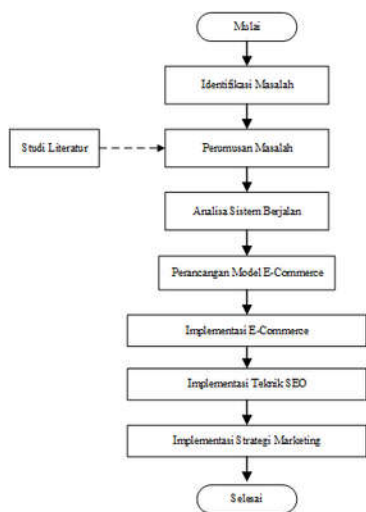 Mulai
Identifikasi Masalah
Studi Literatur
Perumusan Masalah
Analisa Sistem Berjalan
Perancangan Model E-Commerce
Implementasi E-Commerce
Implementasi Teknik SEO
Implementasi Strategi Marketing
Selesai